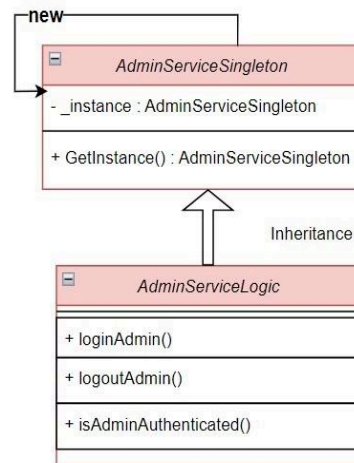 new
AdminServiceSingleton
- _instance : AdminServiceSingleton
+ GetInstance() : AdminServiceSingleton
Inheritance
AdminServiceLogic
+ loginAdmin()
+ logoutAdmin()
+ isAdminAuthenticated()